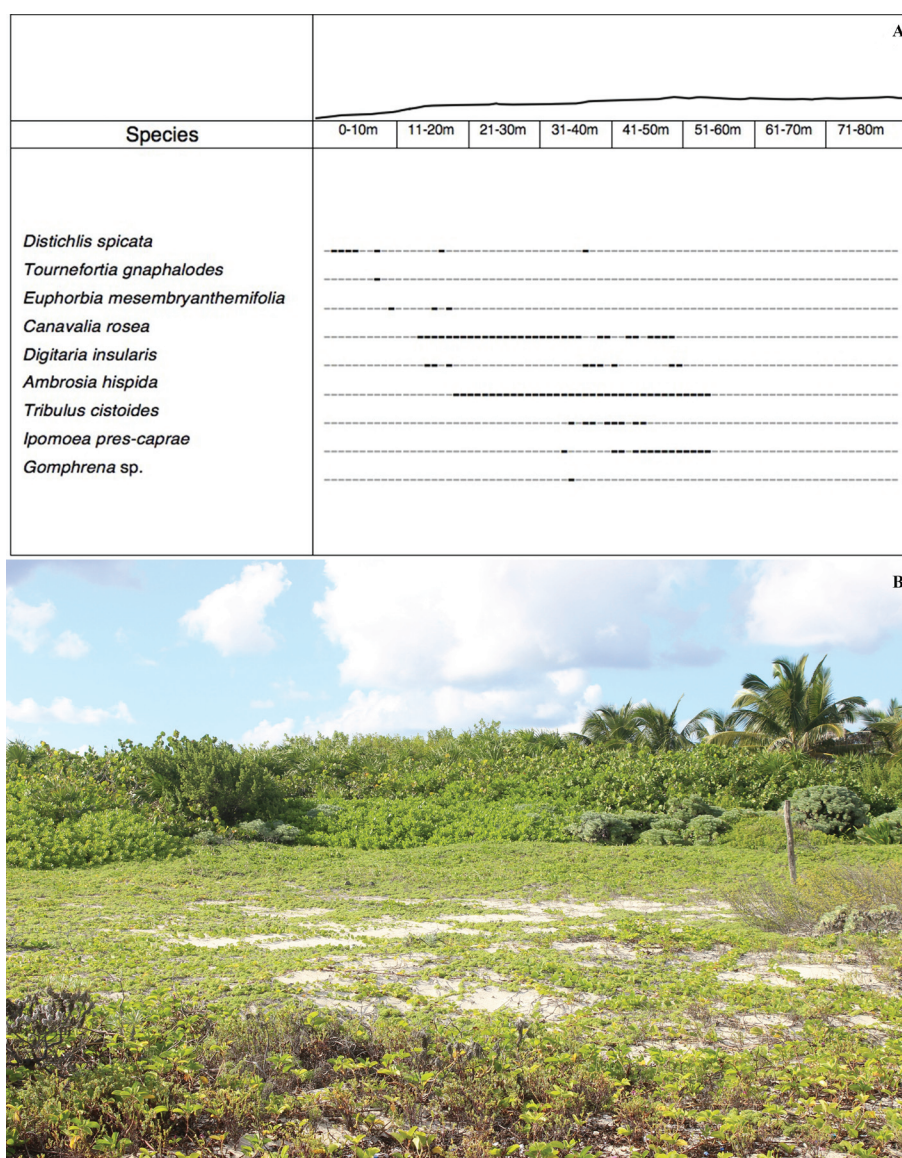 A
Species 0-10m 11-20m 21-30m 31-40m 41-50m 51-60m 61-70m 71-80m
Distichlis spicata
Tournefortia gnaphalodes
Euphorbia mesembryanthemifolia
Canavalia rosea
Digitaria insularis
Ambrosia hispida
Tribulus cistoides
Ipomoea pres-caprae
Gomphrena sp.
B